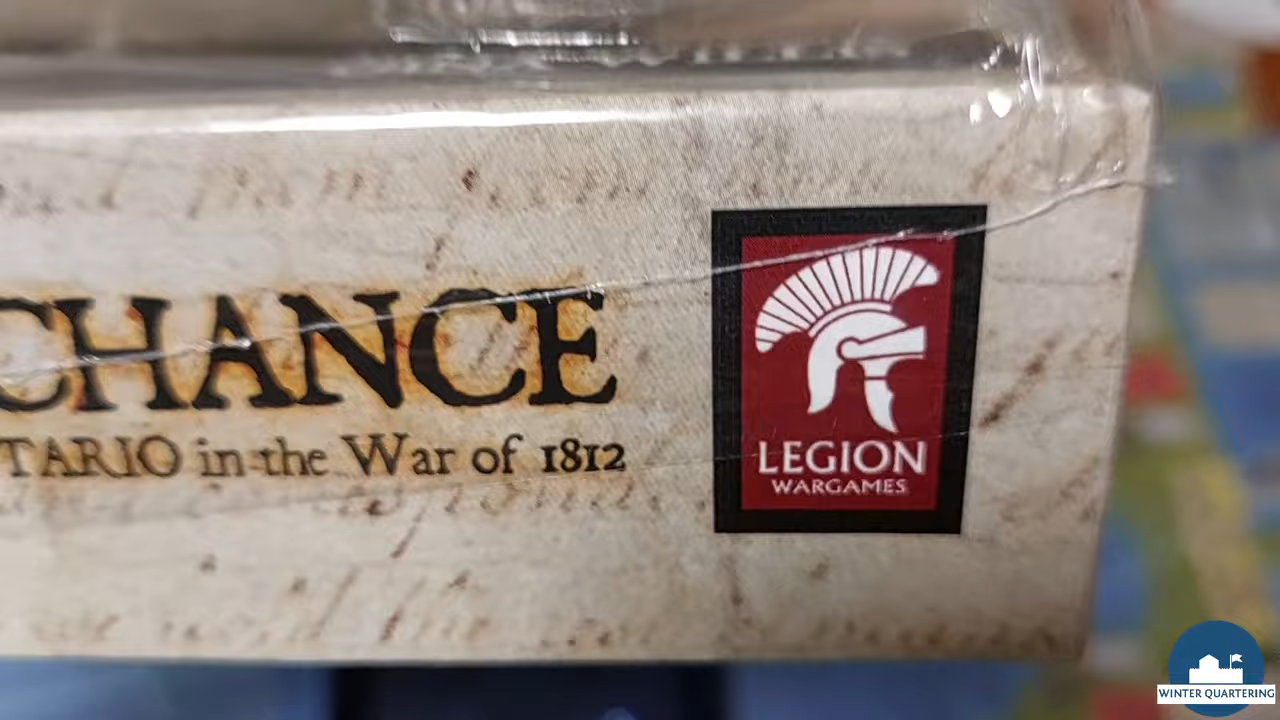 CHANCE
TARIO in the War of 1812
LEGION
WARGAMES
WINTER QUARTERING